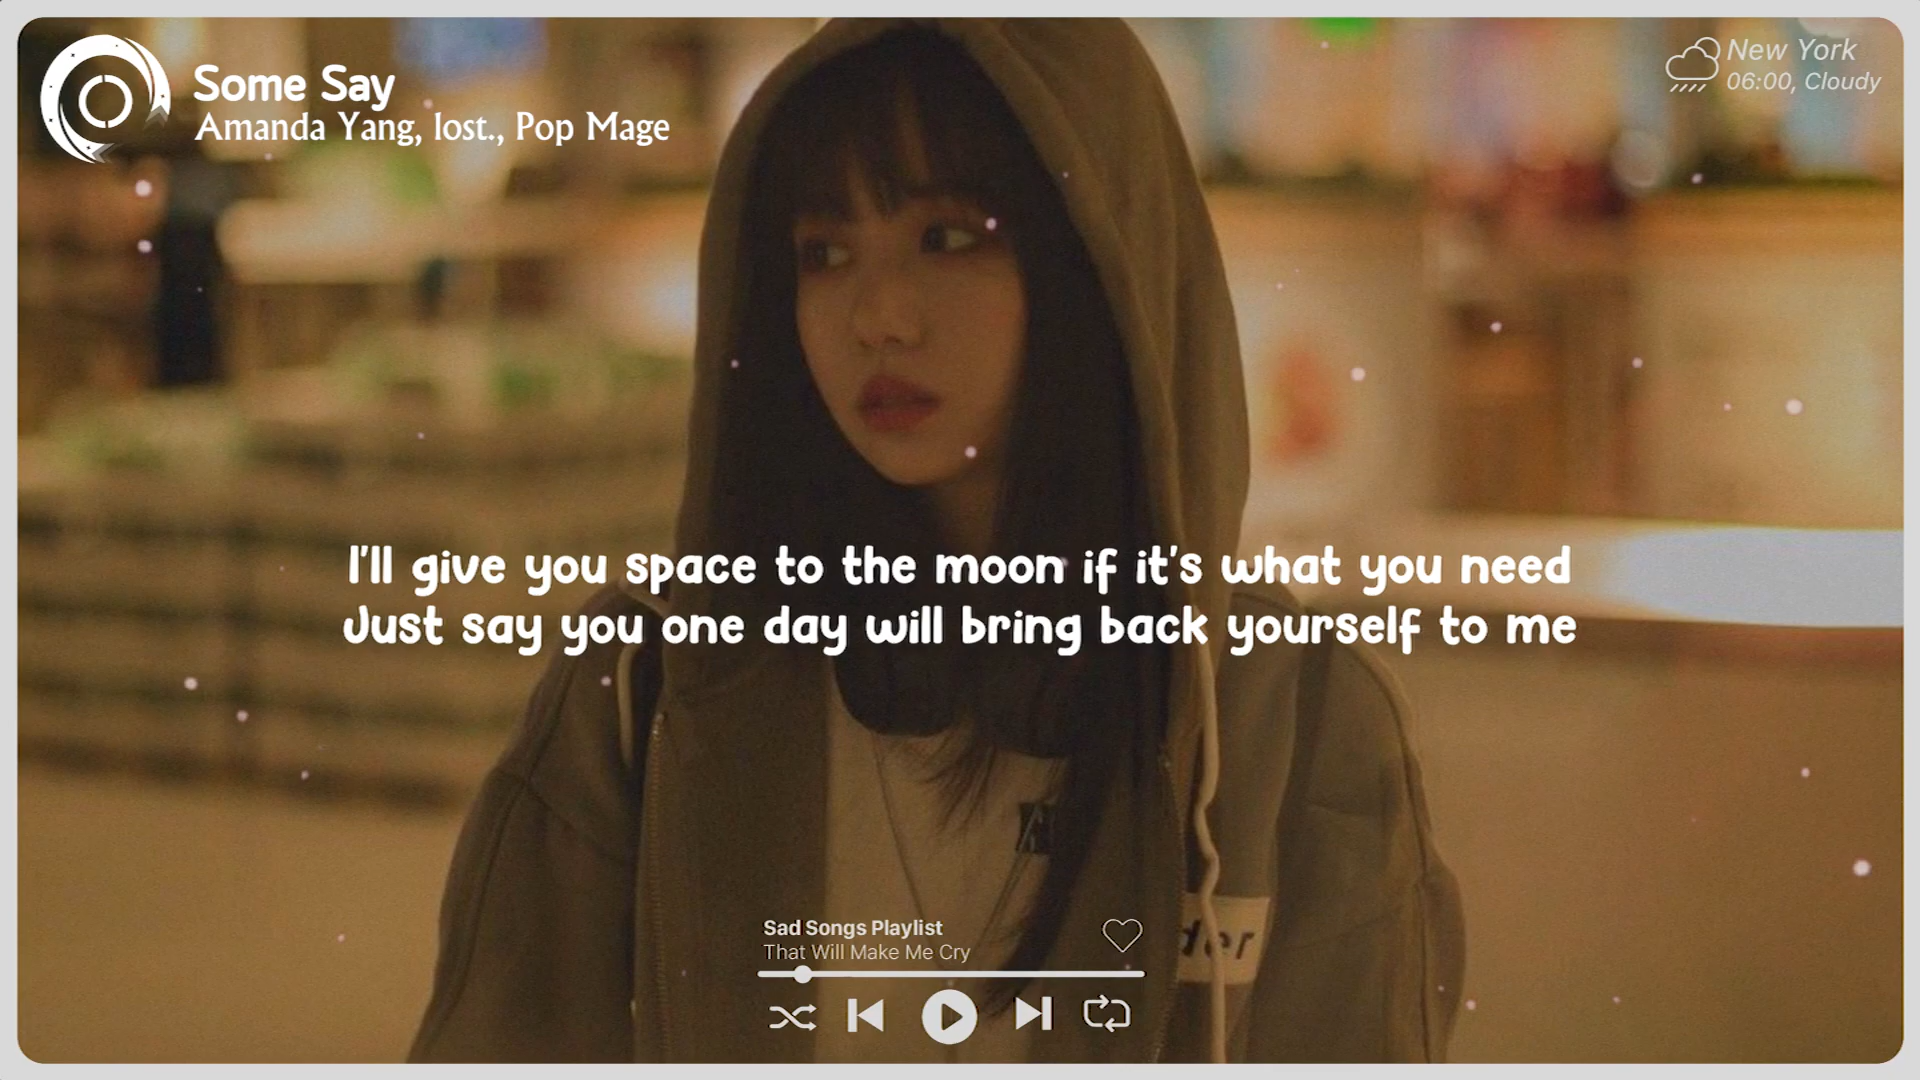 Some Say
Amanda Yang, lost., Pop Mage
New York
06:00, Cloudy
I'll give you space to the moon if it's what you need
Just say you one day will bring back yourself to me
der
Sad Songs Playlist
That Will Make Me Cry